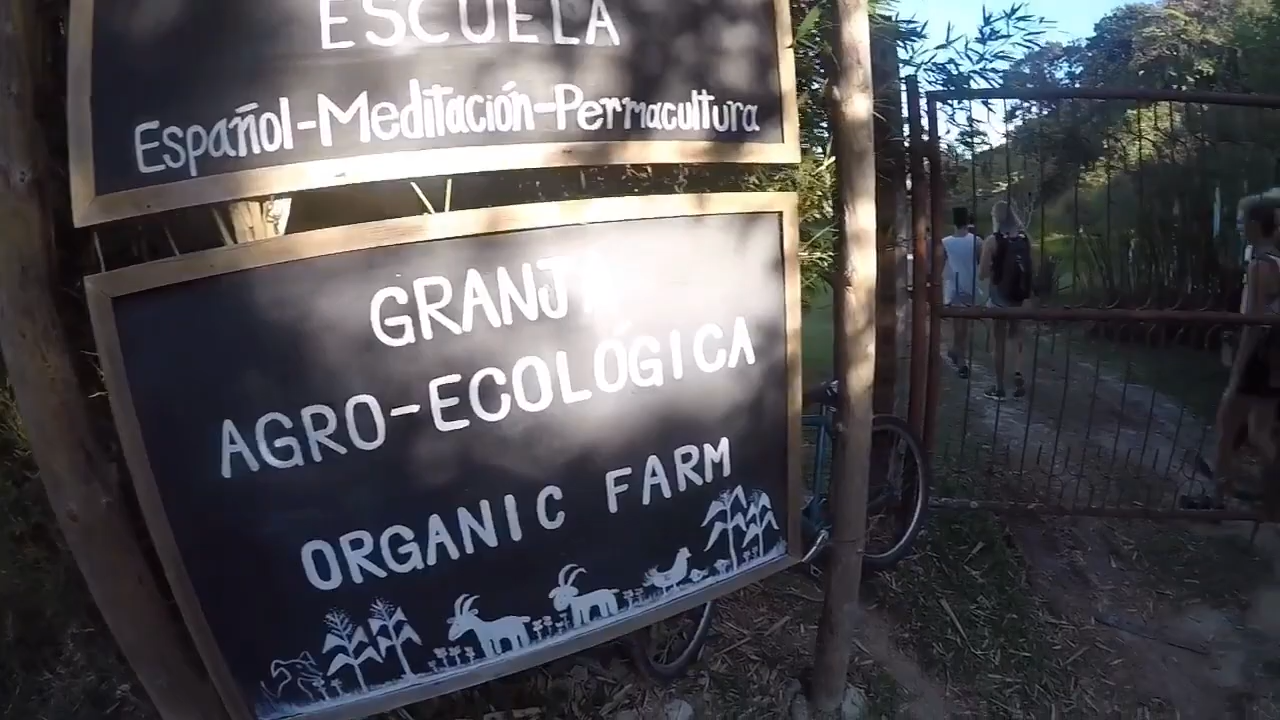 ESCUELA
Español-Meditación-Permacultura
GRANJA
AGRO-ECOLÓGICA
ORGANIC FARM